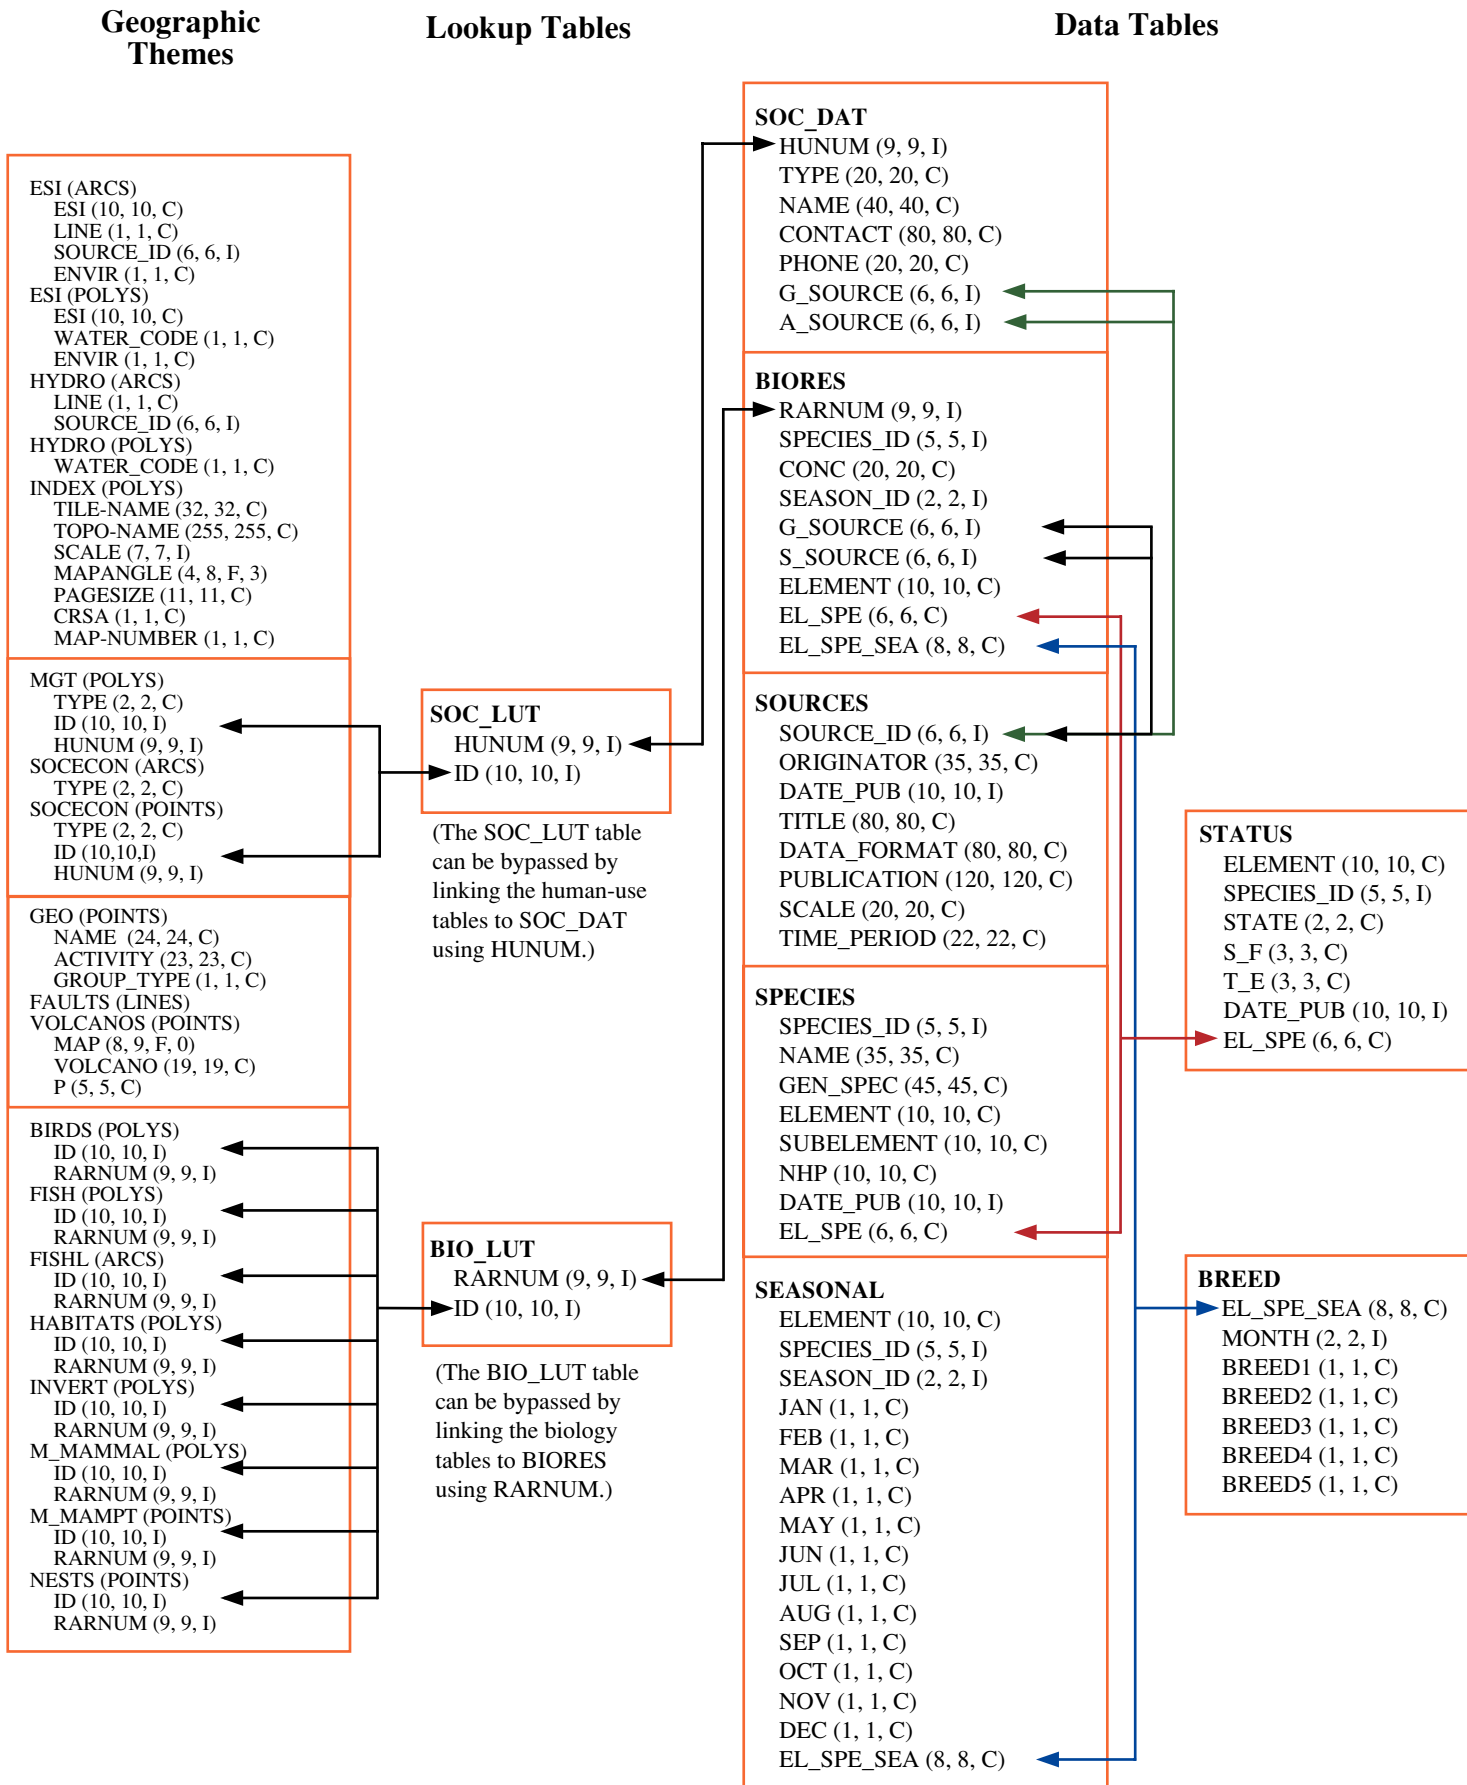 Geographic
Themes
Lookup Tables
Data Tables
ESI (ARCS)
ESI (10, 10, C)
LINE (1, 1, C)
SOURCE_ID (6, 6, I)
ENVIR (1, 1, C)
ESI (POLYS)
ESI (10, 10, C)
WATER_CODE (1, 1, C)
ENVIR (1, 1, C)
HYDRO (ARCS)
LINE (1, 1, C)
SOURCE_ID (6, 6, I)
HYDRO (POLYS)
WATER_CODE (1, 1, C)
INDEX (POLYS)
TILE-NAME (32, 32, C)
TOPO-NAME (255, 255, C)
SCALE (7, 7, I)
MAPANGLE (4, 8, F, 3)
PAGESIZE (11, 11, C)
CRSA (1, 1, C)
MAP-NUMBER (1, 1, C)
MGT (POLYS)
TYPE (2, 2, C)
ID (10, 10, I)
HUNUM (9, 9, I)
SOCECON (ARCS)
TYPE (2, 2, C)
SOCECON (POINTS)
TYPE (2, 2, C)
ID (10,10,I)
HUNUM (9, 9, I)
GEO (POINTS)
NAME (24, 24, C)
ACTIVITY (23, 23, C)
GROUP_TYPE (1, 1, C)
FAULTS (LINES)
VOLCANOS (POINTS)
MAP (8, 9, F, 0)
VOLCANO (19, 19, C)
P (5, 5, C)
BIRDS (POLYS)
ID (10, 10, I)
RARNUM (9, 9, I)
FISH (POLYS)
ID (10, 10, I)
RARNUM (9, 9, I)
FISHL (ARCS)
ID (10, 10, I)
RARNUM (9, 9, I)
HABITATS (POLYS)
ID (10, 10, I)
RARNUM (9, 9, I)
INVERT (POLYS)
ID (10, 10, I)
RARNUM (9, 9, I)
M_MAMMAL (POLYS)
ID (10, 10, I)
RARNUM (9, 9, I)
M_MAMPT (POINTS)
ID (10, 10, I)
RARNUM (9, 9, I)
NESTS (POINTS)
ID (10, 10, I)
RARNUM (9, 9, I)
SOC_LUT
HUNUM (9, 9, I)
ID (10, 10, I)
(The SOC_LUT table
can be bypassed by
linking the human-use
tables to SOC_DAT
using HUNUM.)
BIO_LUT
RARNUM (9, 9, I)
ID (10, 10, I)
(The BIO_LUT table
can be bypassed by
linking the biology
tables to BIORES
using RARNUM.)
SOC_DAT
HUNUM (9, 9, I)
TYPE (20, 20, C)
NAME (40, 40, C)
CONTACT (80, 80, C)
PHONE (20, 20, C)
G_SOURCE (6, 6, I)
A_SOURCE (6, 6, I)
BIORES
RARNUM (9, 9, I)
SPECIES_ID (5, 5, I)
CONC (20, 20, C)
SEASON_ID (2, 2, I)
G_SOURCE (6, 6, I)
S_SOURCE (6, 6, I)
ELEMENT (10, 10, C)
EL_SPE (6, 6, C)
EL_SPE_SEA (8, 8, C)
SOURCES
SOURCE_ID (6, 6, I)
ORIGINATOR (35, 35, C)
DATE_PUB (10, 10, I)
TITLE (80, 80, C)
DATA_FORMAT (80, 80, C)
PUBLICATION (120, 120, C)
SCALE (20, 20, C)
TIME_PERIOD (22, 22, C)
SPECIES
SPECIES_ID (5, 5, I)
NAME (35, 35, C)
GEN_SPEC (45, 45, C)
ELEMENT (10, 10, C)
SUBELEMENT (10, 10, C)
NHP (10, 10, C)
DATE_PUB (10, 10, I)
EL_SPE (6, 6, C)
SEASONAL
ELEMENT (10, 10, C)
SPECIES_ID (5, 5, I)
SEASON_ID (2, 2, I)
JAN (1, 1, C)
FEB (1, 1, C)
MAR (1, 1, C)
APR (1, 1, C)
MAY (1, 1, C)
JUN (1, 1, C)
JUL (1, 1, C)
AUG (1, 1, C)
SEP (1, 1, C)
OCT (1, 1, C)
NOV (1, 1, C)
DEC (1, 1, C)
EL_SPE_SEA (8, 8, C)
STATUS
ELEMENT (10, 10, C)
SPECIES_ID (5, 5, I)
STATE (2, 2, C)
S_F (3, 3, C)
T_E (3, 3, C)
DATE_PUB (10, 10, I)
EL_SPE (6, 6, C)
BREED
EL_SPE_SEA (8, 8, C)
MONTH (2, 2, I)
BREED1 (1, 1, C)
BREED2 (1, 1, C)
BREED3 (1, 1, C)
BREED4 (1, 1, C)
BREED5 (1, 1, C)